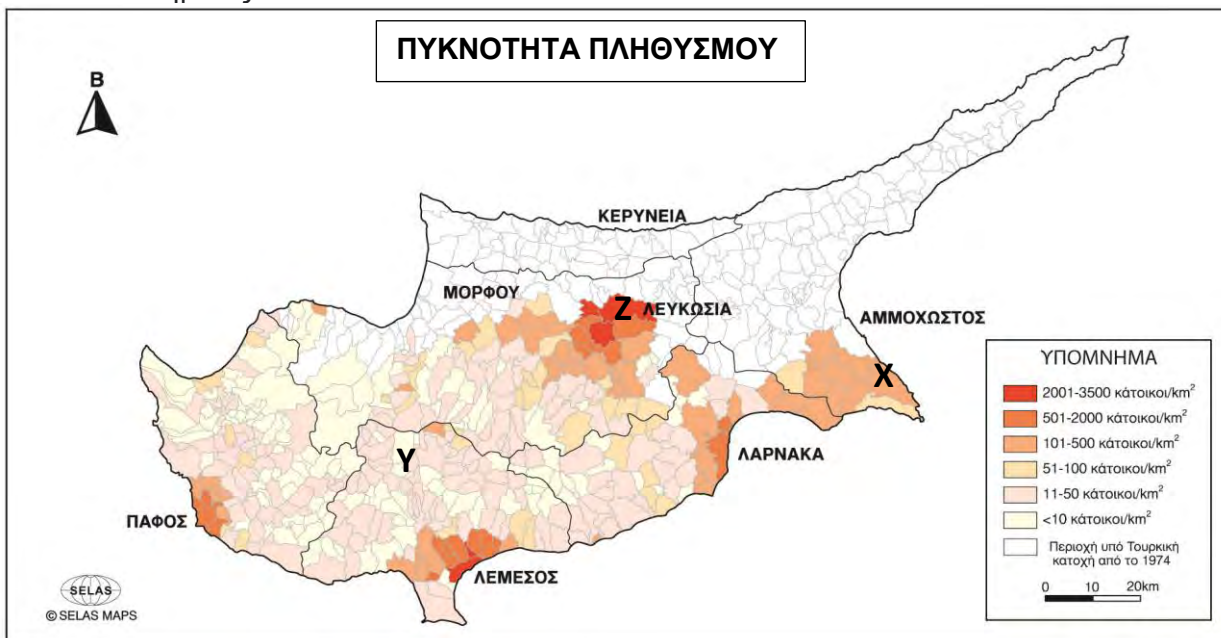 ΠΥΚΝΟΤΗΤΑ ΠΛΗΘΥΣΜΟΥ
Β
ΚΕΡΥΝΕΙΑ
ΜΟΡΦΟΥ
Z
ΛΕΥΚΩΣΙΑ
ΑΜΜΟΧΩΣΤΟΣ
X
Y
ΛΑΡΝΑΚΑ
ΠΑΦΟΣ
ΛΕΜΕΣΟΣ
ΥΠΟΜΝΗΜΑ
2001-3500 κάτοικοι/km²
501-2000 κάτοικοι/km²
101-500 κάτοικοι/km²
51-100 κάτοικοι/km²
11-50 κάτοικοι/km²
<10 κάτοικοι/km²
Περιοχή υπό Τουρκική
κατοχή από το 1974
0 10 20km
SELAS
© SELAS MAPS